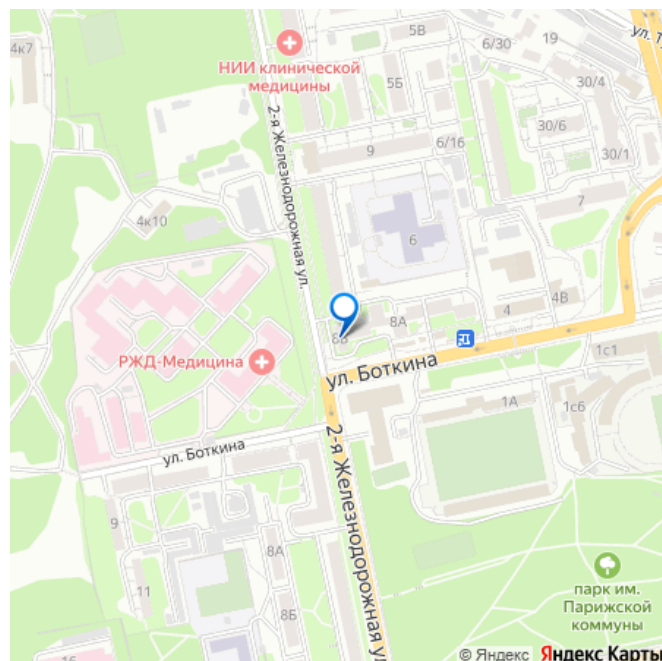 4к7
5В
6/30
19
ул. Т
НИИ клинической
медицины
5Б
30/4
2-я Железнодорожная ул.
6/16
30/6
9
30/1
7
4к10
6
4В
4
8А
8Б
РЖД-Медицина
1с1
ул. Боткина
1А
1с6
ул. Боткина
2-я Железнодорожная у
9
8А
11
8Б
парк им.
Парижской
коммуны
16
© Яндекс Яндекс Карты